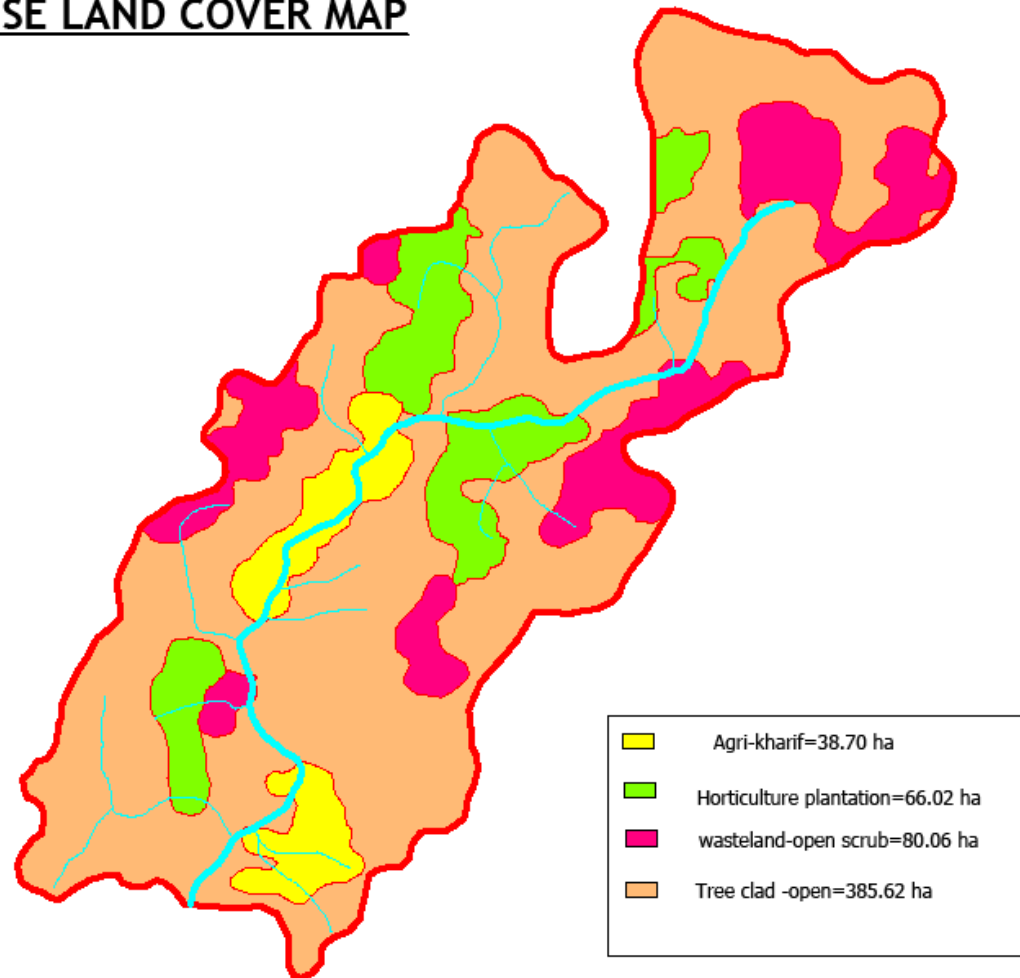 SE LAND COVER MAP
Agri-kharif=38.70 ha
Horticulture plantation=66.02 ha
wasteland-open scrub=80.06 ha
Tree clad -open=385.62 ha